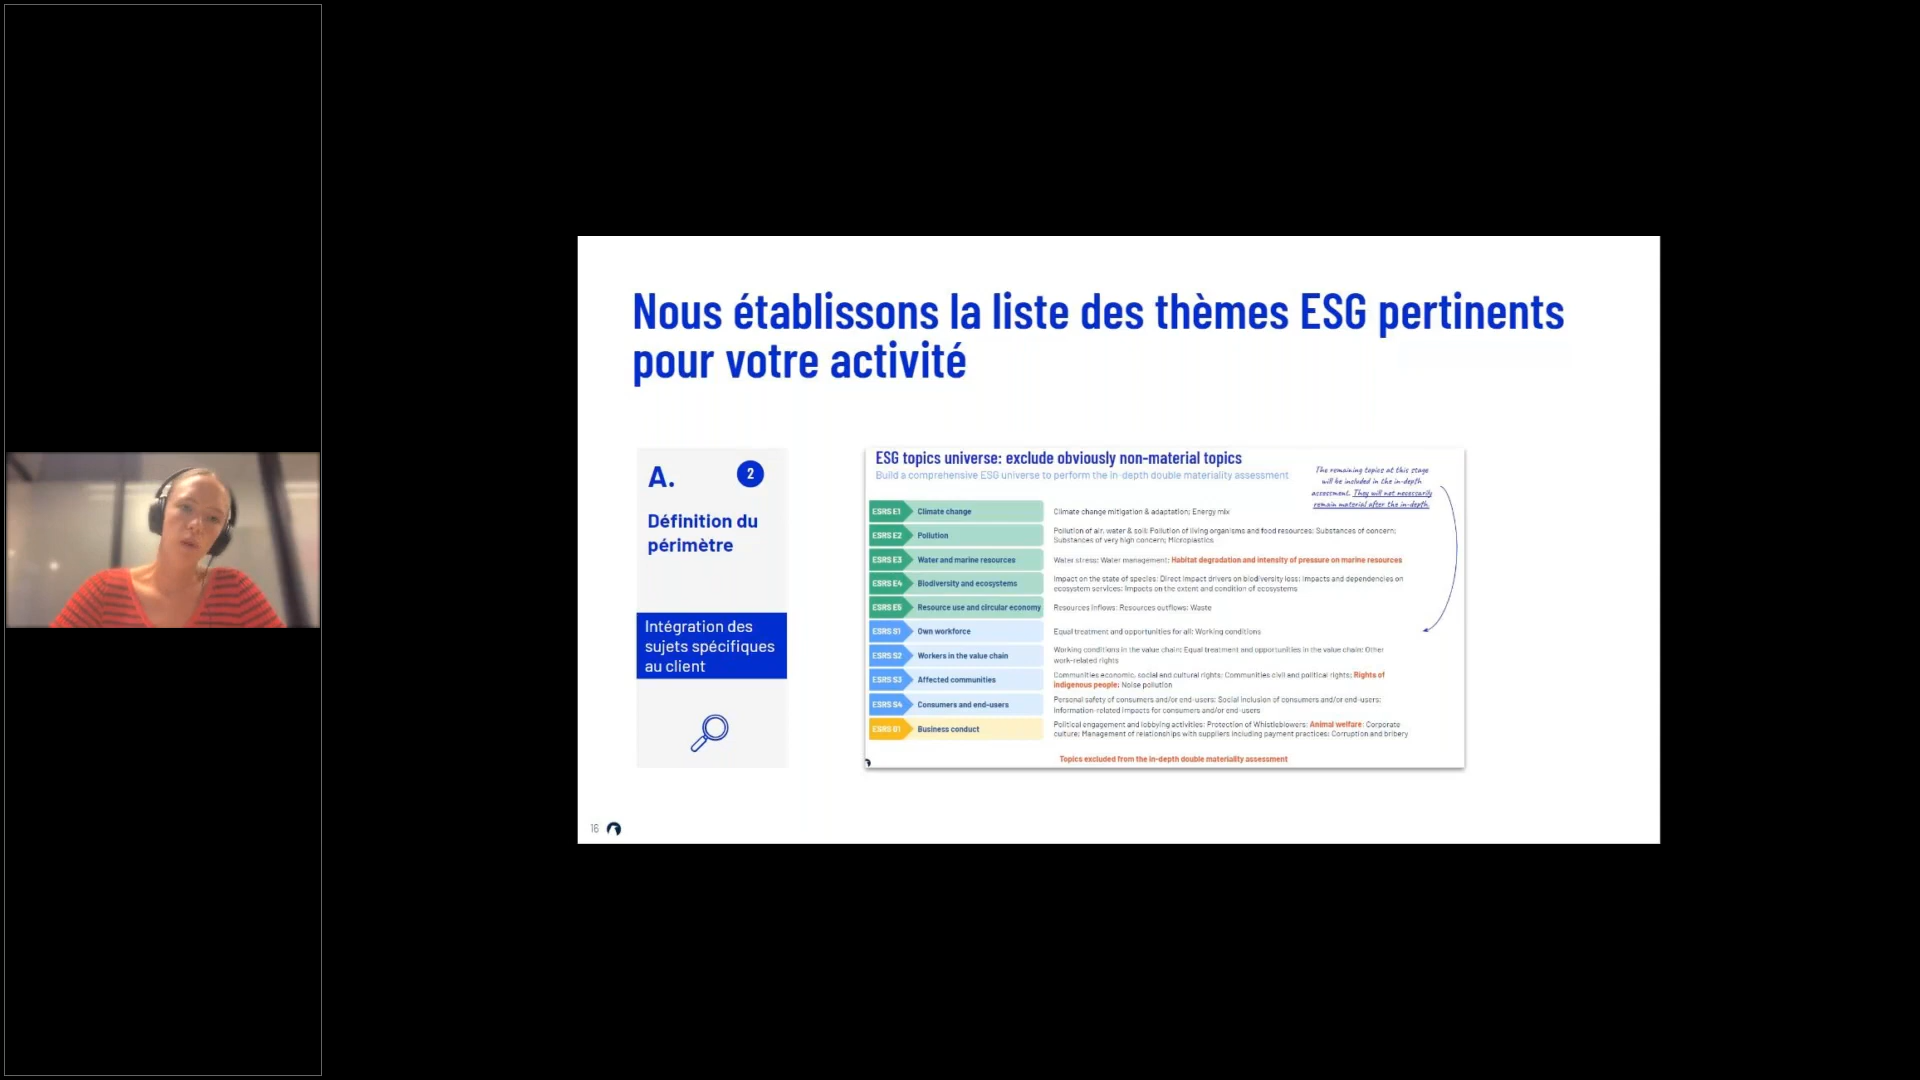 Nous établissons la liste des thèmes ESG pertinents
pour votre activité
A.
2
Définition du
périmètre
Intégration des
sujets spécifiques
au client
ESG topics universe: exclude obviously non-material topics
Build a comprehensive ESG universe to perform the in-depth double materiality assessment
The remaining topics at this stage
will be included in the in-depth
assessment. They will not necessarily
remain material after the in-depth.
ESRS E1 Climate change Climate change mitigation & adaptation; Energy mix
ESRS E2 Pollution Pollution of air, water & soil; Pollution of living organisms and food resources; Substances of concern;
Substances of very high concern; Microplastics
ESRS E3 Water and marine resources Water stress; Water management; Habitat degradation and intensity of pressure on marine resources
ESRS E4 Biodiversity and ecosystems Impact on the state of species; Direct impact drivers on biodiversity loss; Impacts and dependencies on
ecosystem services; Impacts on the extent and condition of ecosystems
ESRS E5 Resource use and circular economy Resources inflows; Resources outflows; Waste
ESRS S1 Own workforce Equal treatment and opportunities for all; Working conditions
ESRS S2 Workers in the value chain Working conditions in the value chain; Equal treatment and opportunities in the value chain; Other
work-related rights
ESRS S3 Affected communities Communities economic, social and cultural rights; Communities civil and political rights; Rights of
indigenous people; Noise pollution
ESRS S4 Consumers and end-users Personal safety of consumers and/or end-users; Social inclusion of consumers and/or end-users;
Information-related impacts for consumers and/or end-users
ESRS G1 Business conduct Political engagement and lobbying activities; Protection of Whistleblowers; Animal welfare; Corporate
culture; Management of relationships with suppliers including payment practices; Corruption and bribery
Topics excluded from the in-depth double materiality assessment
16